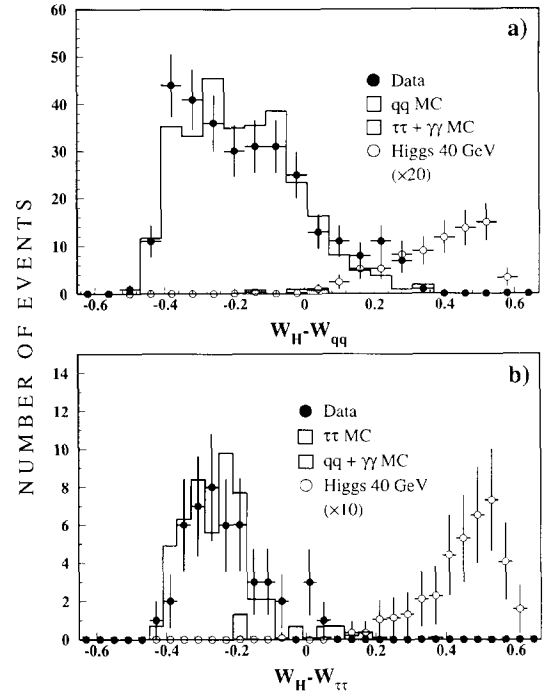 60
50
40
30
20
10
0
a)
Data
qq MC
ττ + γγ MC
Higgs 40 GeV
(×20)
-0.6 -0.4 -0.2 0 0.2 0.4 0.6
W_H-W_qq
NUMBER OF EVENTS
14
12
10
8
6
4
2
0
b)
Data
ττ MC
qq + γγ MC
Higgs 40 GeV
(×10)
-0.6 -0.4 -0.2 0 0.2 0.4 0.6
W_H-W_ττ